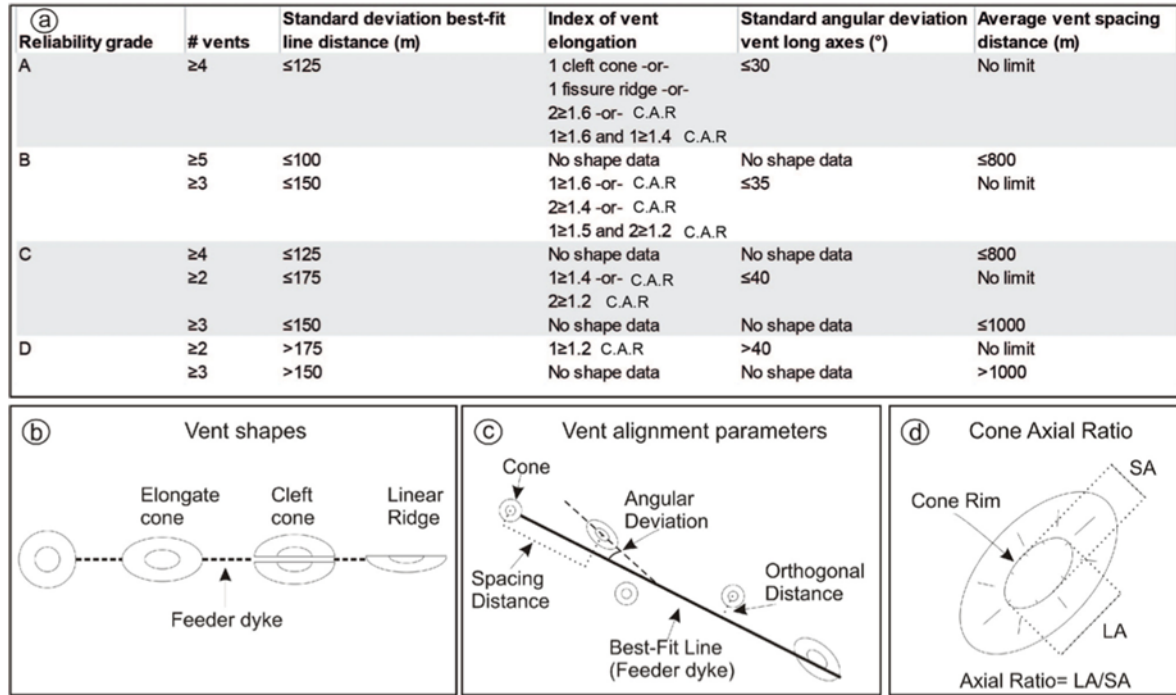 a
Reliability grade # vents Standard deviation best-fit line distance (m) Index of vent elongation Standard angular deviation vent long axes (°) Average vent spacing distance (m)
A ≥4 ≤125 1 cleft cone -or- ≤30 No limit
1 fissure ridge -or-
2≥1.6 -or- C.A.R
1≥1.6 and 1≥1.4 C.A.R
B ≥5 ≤100 No shape data No shape data ≤800
≥3 ≤150 1≥1.6 -or- C.A.R ≤35 No limit
2≥1.4 -or- C.A.R
1≥1.5 and 2≥1.2 C.A.R
C ≥4 ≤125 No shape data No shape data ≤800
≥2 ≤175 1≥1.4 -or- C.A.R ≤40 No limit
2≥1.2 C.A.R
≥3 ≤150 No shape data No shape data ≤1000
D ≥2 >175 1≥1.2 C.A.R >40 No limit
≥3 >150 No shape data No shape data >1000
b Vent shapes
Elongate
cone
Cleft
cone
Linear
Ridge
Feeder dyke
c Vent alignment parameters
Cone
Angular
Deviation
Spacing
Distance
Orthogonal
Distance
Best-Fit Line
(Feeder dyke)
d Cone Axial Ratio
SA
Cone Rim
LA
Axial Ratio= LA/SA